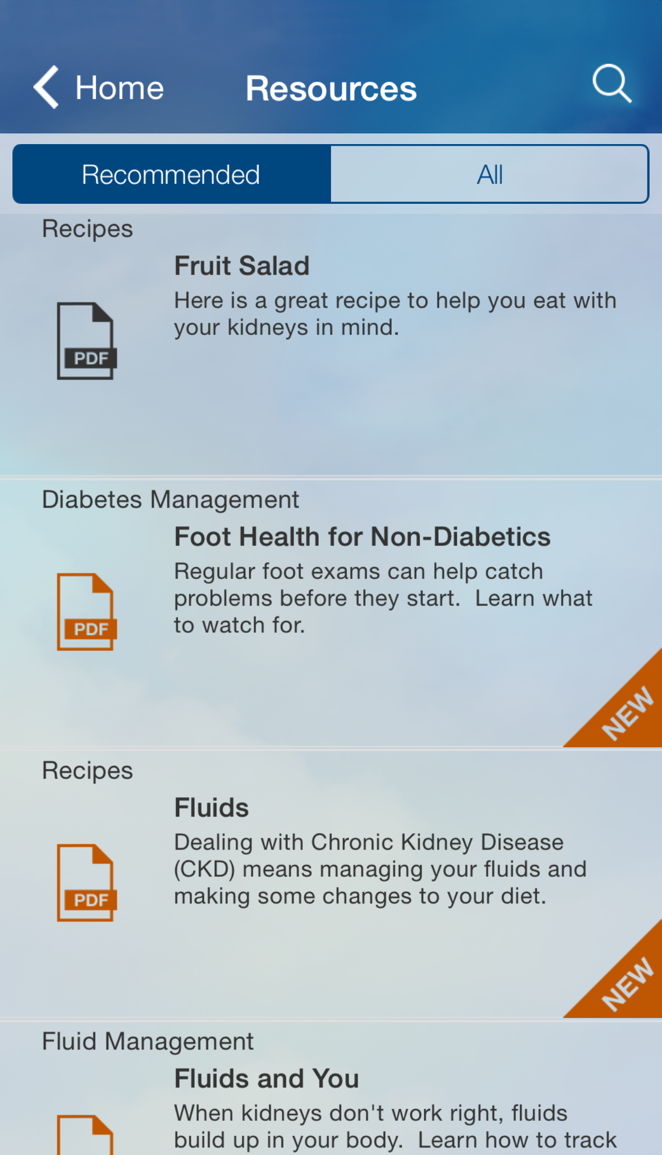 Home
Resources
Recommended
All
Recipes
Fruit Salad
Here is a great recipe to help you eat with
your kidneys in mind.
PDF
Diabetes Management
Foot Health for Non-Diabetics
Regular foot exams can help catch
problems before they start.  Learn what
to watch for.
PDF
NEW
Recipes
Fluids
Dealing with Chronic Kidney Disease
(CKD) means managing your fluids and
making some changes to your diet.
PDF
NEW
Fluid Management
Fluids and You
When kidneys don't work right, fluids
build up in your body.  Learn how to track